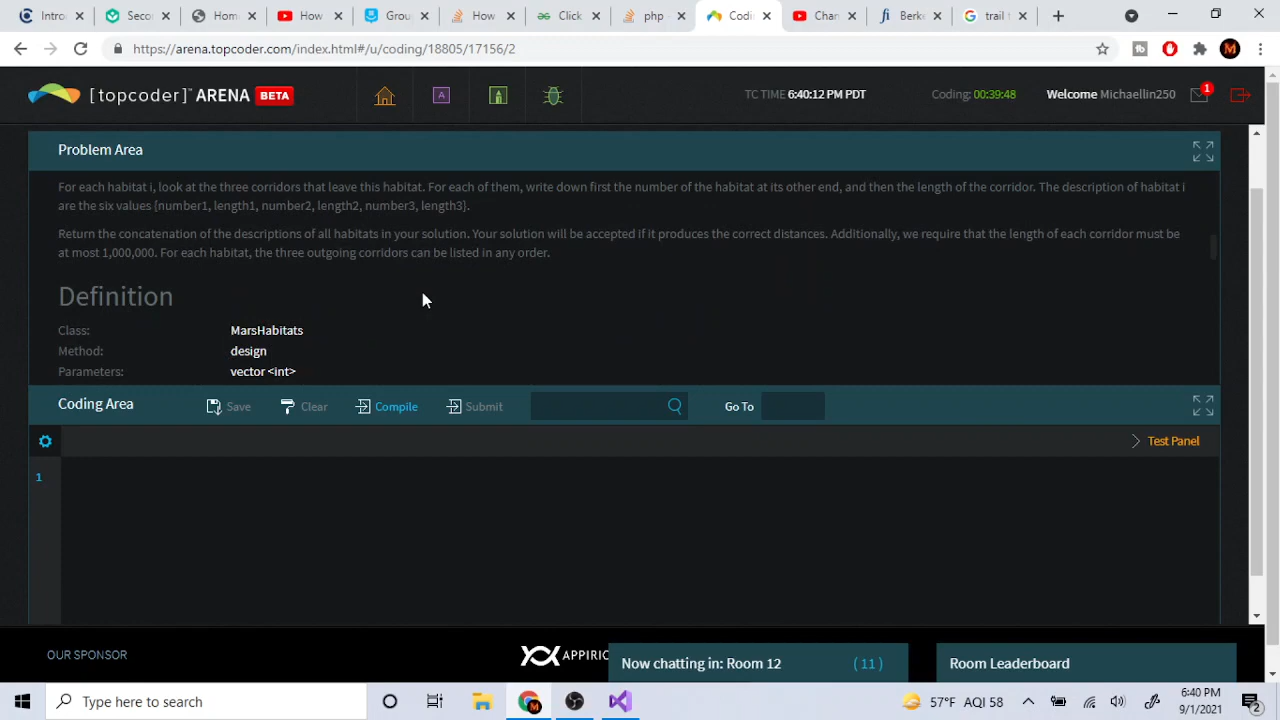 Intro
Secor
Home
How
Grou
How
Click
php -
Codin
Chan
Berke
trail f
https://arena.topcoder.com/index.html#/u/coding/18805/17156/2
[topcoder]™ ARENA BETA
TC TIME 6:40:12 PM PDT
Coding: 00:39:48
Welcome Michaellin250
1
Problem Area
For each habitat i, look at the three corridors that leave this habitat. For each of them, write down first the number of the habitat at its other end, and then the length of the corridor. The description of habitat i
are the six values {number1, length1, number2, length2, number3, length3}.
Return the concatenation of the descriptions of all habitats in your solution. Your solution will be accepted if it produces the correct distances. Additionally, we require that the length of each corridor must be
at most 1,000,000. For each habitat, the three outgoing corridors can be listed in any order.
Definition
Class: MarsHabitats
Method: design
Parameters: vector <int>
Coding Area
Save
Clear
Compile
Submit
Go To
Test Panel
1
OUR SPONSOR
APPIRIO
Now chatting in: Room 12 (11)
Room Leaderboard
Type here to search
57°F AQI 58
6:40 PM
9/1/2021
2